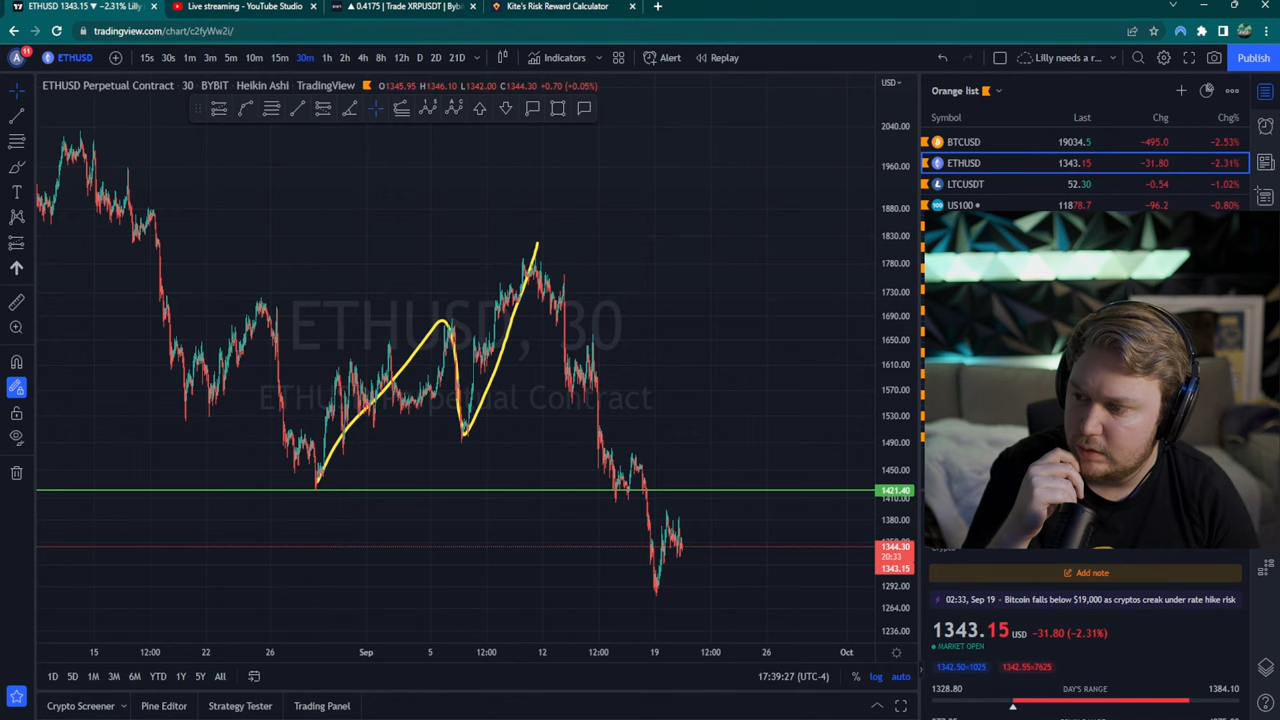 ETHUSD 1343.15 ▼ −2.31% Lilly
Live streaming - YouTube Studio
▲ 0.4175 | Trade XRPUSDT | Byb
Kite's Risk Reward Calculator
tradingview.com/chart/c2fyWw2i/
A 11 ETHUSD 15s 30s 1m 3m 5m 10m 15m 30m 1h 2h 4h 8h 12h D 2D 21D Indicators Alert Replay Lilly needs a r... Publish
ETHUSD Perpetual Contract · 30 · BYBIT · Heikin Ashi · TradingView O1345.95 H1346.10 L1342.00 C1344.30 +0.70 (+0.05%)
USD
ETHUSD, 30
ETHUSD Perpetual Contract
2040.00
1960.00
1880.00
1830.00
1780.00
1730.00
1690.00
1650.00
1610.00
1570.00
1530.00
1490.00
1450.00
1421.40
1410.00
1380.00
1344.30
20:33
1343.15
1292.00
1264.00
1236.00
15 12:00 22 26 Sep 5 12:00 12 12:00 19 12:00 26 Oct
1D 5D 1M 3M 6M YTD 1Y 5Y All 17:39:27 (UTC-4) % log auto
Crypto Screener Pine Editor Strategy Tester Trading Panel
Orange list
Symbol Last Chg Chg%
BTCUSD 19034.5 −495.0 −2.53%
ETHUSD 1343.15 −31.80 −2.31%
LTCUSD 52.30 −0.54 −1.02%
US100 11878.7 −96.2 −0.80%
Add note
02:33, Sep 19 • Bitcoin falls below $19,000 as cryptos creak under rate hike risk
1343.15 USD −31.80 (−2.31%)
MARKET OPEN
1342.50×1025 1342.55×7625
1328.80 DAY'S RANGE 1384.10